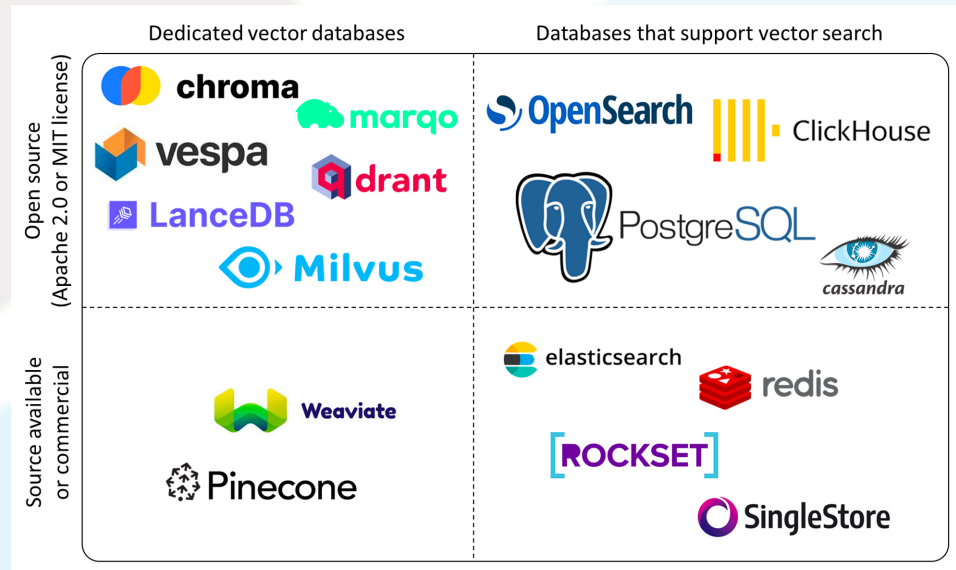 Dedicated vector databases
Databases that support vector search
Open source
(Apache 2.0 or MIT license)
chroma
marqo
vespa
qdrant
LanceDB
Milvus
OpenSearch
ClickHouse
PostgreSQL
cassandra
Source available
or commercial
Weaviate
Pinecone
elasticsearch
redis
[ROCKSET]
SingleStore